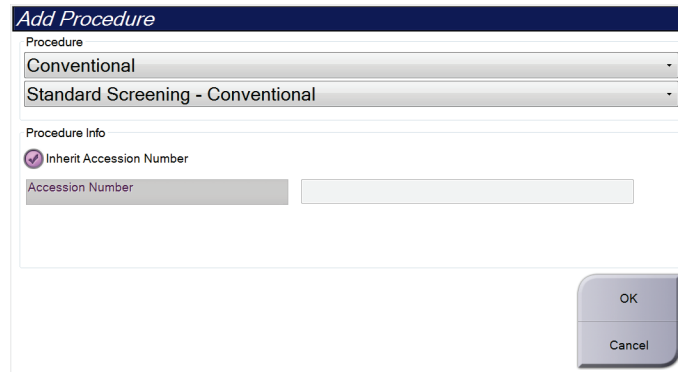 Add Procedure
Procedure
Conventional
Standard Screening - Conventional
Procedure Info
Inherit Accession Number
Accession Number
OK
Cancel